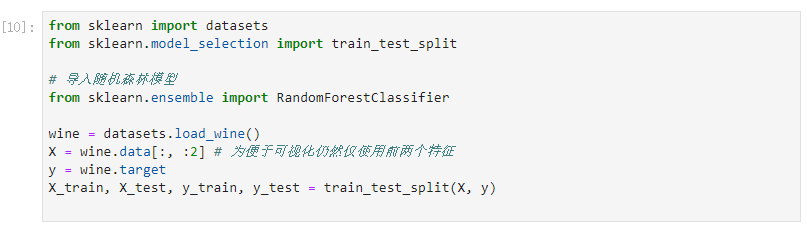 [10]:
from sklearn import datasets
from sklearn.model_selection import train_test_split
# 导入随机森林模型
from sklearn.ensemble import RandomForestClassifier
wine = datasets.load_wine()
X = wine.data[:, :2] # 为便于可视化仍然仅使用前两个特征
y = wine.target
X_train, X_test, y_train, y_test = train_test_split(X, y)